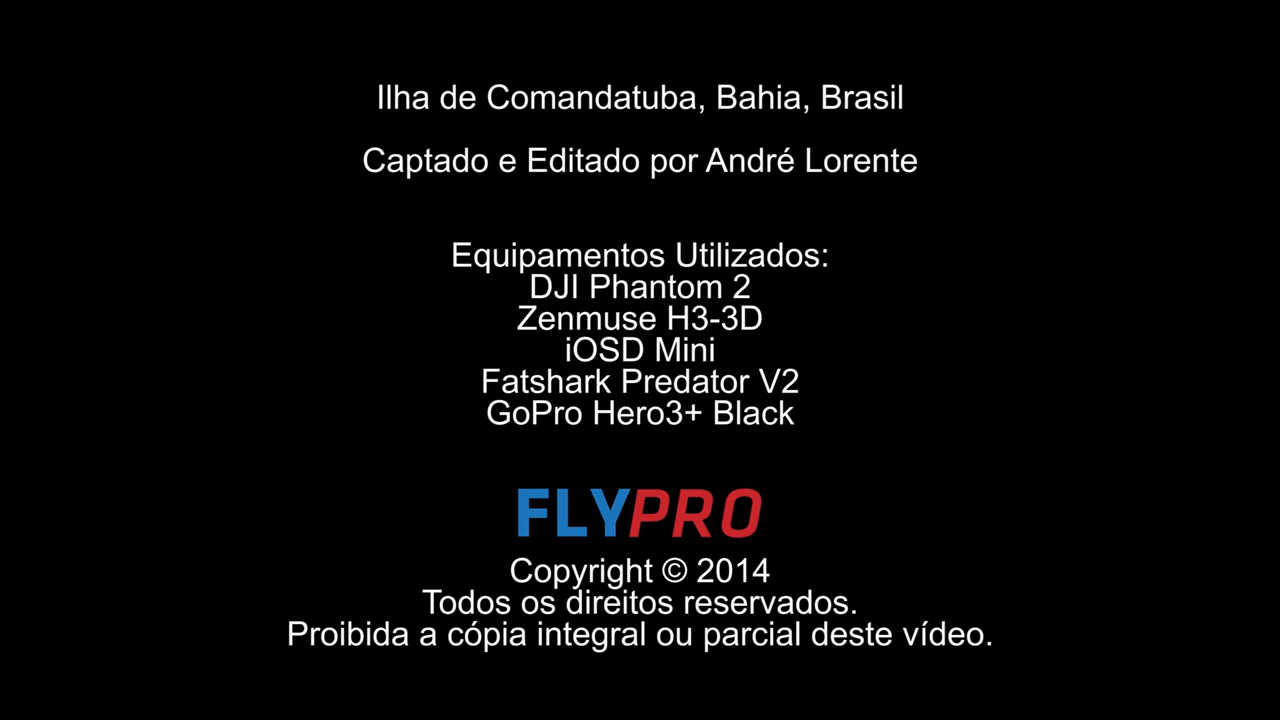 Ilha de Comandatuba, Bahia, Brasil
Captado e Editado por André Lorente
Equipamentos Utilizados:
DJI Phantom 2
Zenmuse H3-3D
iOSD Mini
Fatshark Predator V2
GoPro Hero3+ Black
FLYPRO
Copyright © 2014
Todos os direitos reservados.
Proibida a cópia integral ou parcial deste vídeo.